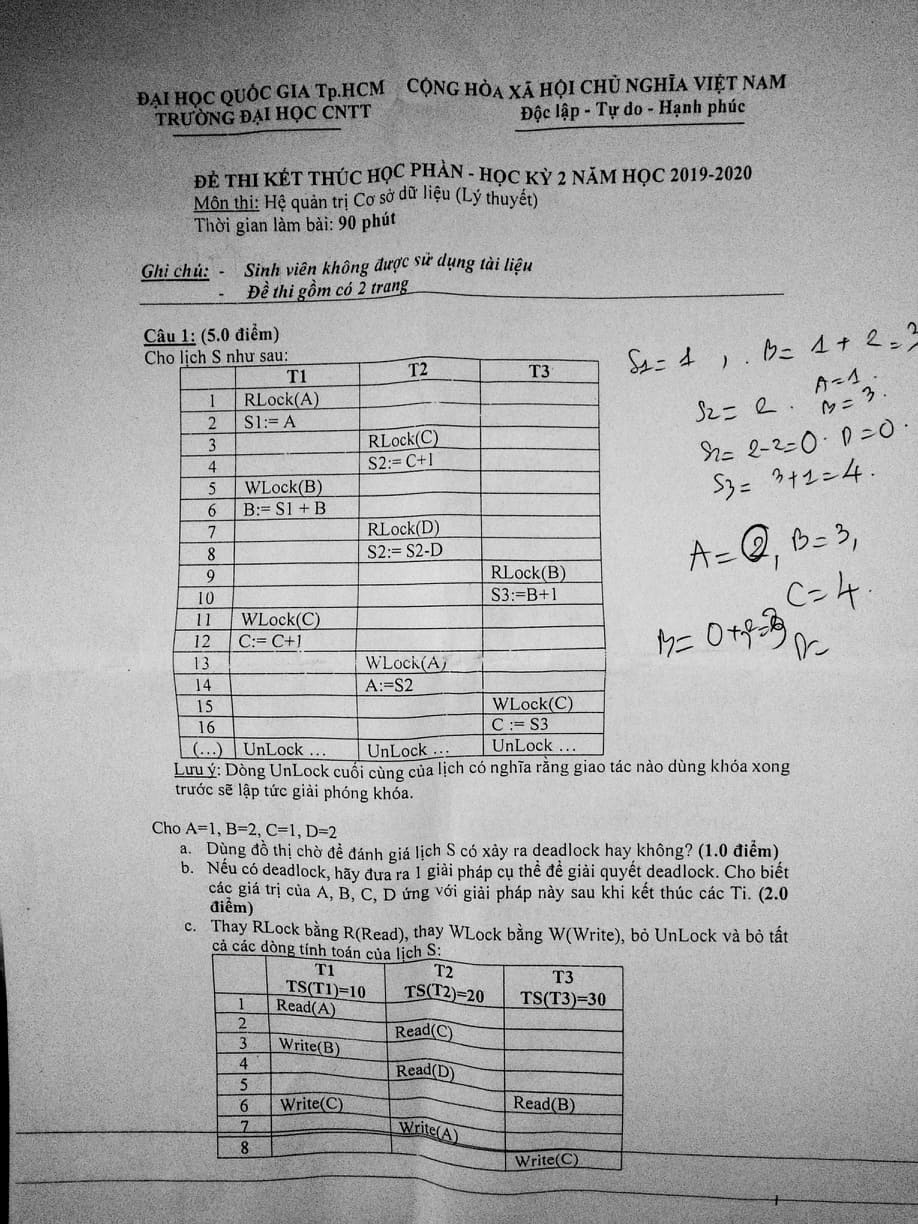 ĐẠI HỌC QUỐC GIA Tp.HCM CỘNG HÒA XÃ HỘI CHỦ NGHĨA VIỆT NAM
TRƯỜNG ĐẠI HỌC CNTT Độc lập - Tự do - Hạnh phúc
ĐỀ THI KẾT THÚC HỌC PHẦN - HỌC KỲ 2 NĂM HỌC 2019-2020
Môn thi: Hệ quản trị Cơ sở dữ liệu (Lý thuyết)
Thời gian làm bài: 90 phút
Ghi chú: - Sinh viên không được sử dụng tài liệu
- Đề thi gồm có 2 trang
Câu 1: (5.0 điểm)
Cho lịch S như sau:
T1 T2 T3
1 RLock(A)
2 S1:= A
3 RLock(C)
4 S2:= C+1
5 WLock(B)
6 B:= S1 + B
7 RLock(D)
8 S2:= S2-D
9 RLock(B)
10 S3:=B+1
11 WLock(C)
12 C:= C+1
13 WLock(A)
14 A:=S2
15 WLock(C)
16 C := S3
(...) UnLock ... UnLock ... UnLock ...
S1= 1 , . B= 1 + 2 = 3
A=1.
S2= 2 . B= 3.
S2= 2-2=0. D=0.
S3= 3+1=4.
A= 2, B=3,
C=4.
Lưu ý: Dòng UnLock cuối cùng của lịch có nghĩa rằng giao tác nào dùng khóa xong
trước sẽ lập tức giải phóng khóa.
Cho A=1, B=2, C=1, D=2
a. Dùng đồ thị chờ để đánh giá lịch S có xảy ra deadlock hay không? (1.0 điểm)
b. Nếu có deadlock, hãy đưa ra 1 giải pháp cụ thể để giải quyết deadlock. Cho biết
các giá trị của A, B, C, D ứng với giải pháp này sau khi kết thúc các Ti. (2.0
điểm)
c. Thay RLock bằng R(Read), thay WLock bằng W(Write), bỏ UnLock và bỏ tất
cả các dòng tính toán của lịch S:
T1 T2 T3
TS(T1)=10 TS(T2)=20 TS(T3)=30
1 Read(A)
2 Read(C)
3 Write(B)
4 Read(D)
5
6 Write(C) Read(B)
7 Write(A)
8 Write(C)